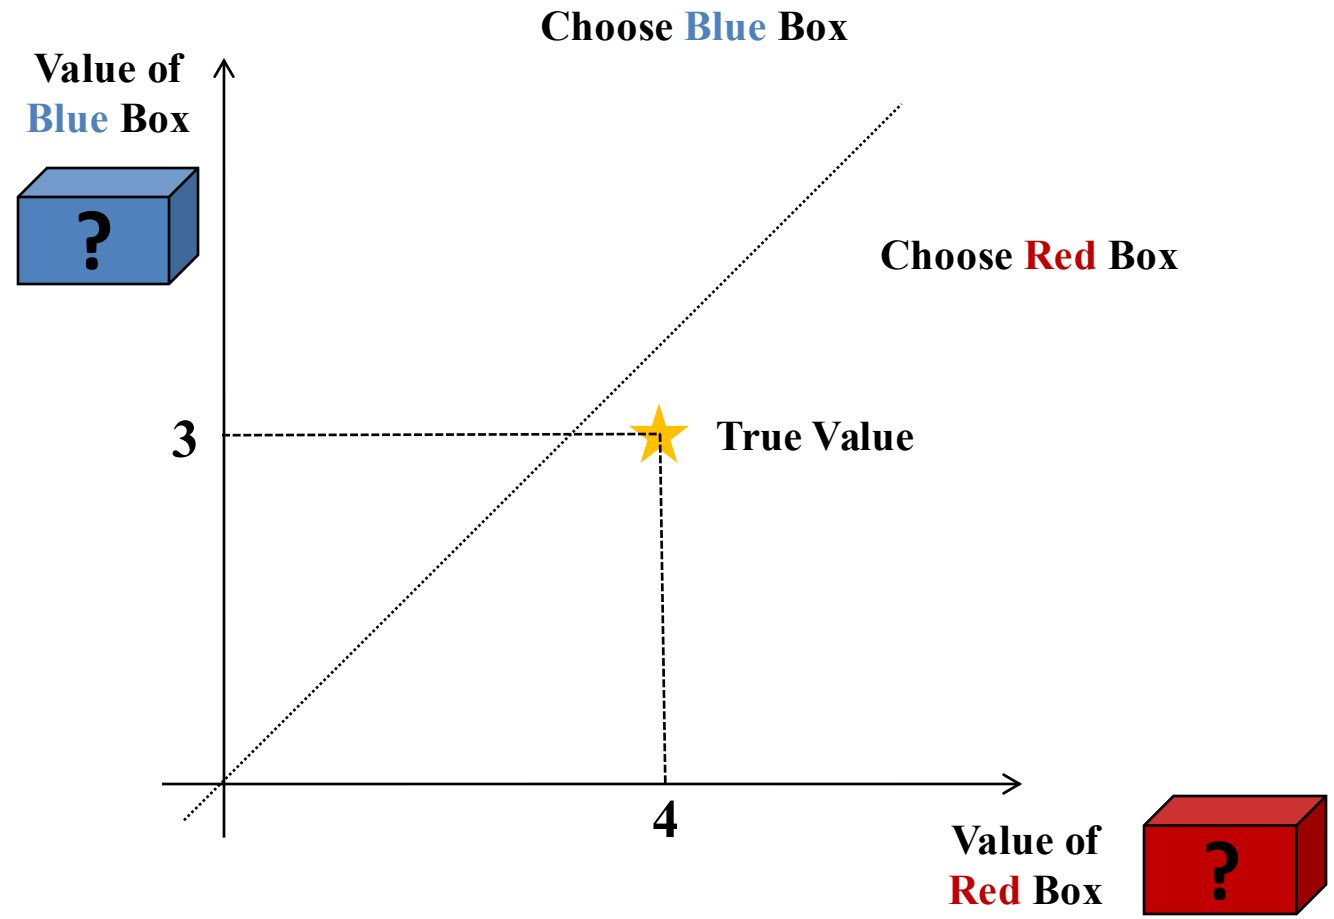 Choose Blue Box
Value of
Blue Box
?
Choose Red Box
3
True Value
4
Value of
Red Box
?